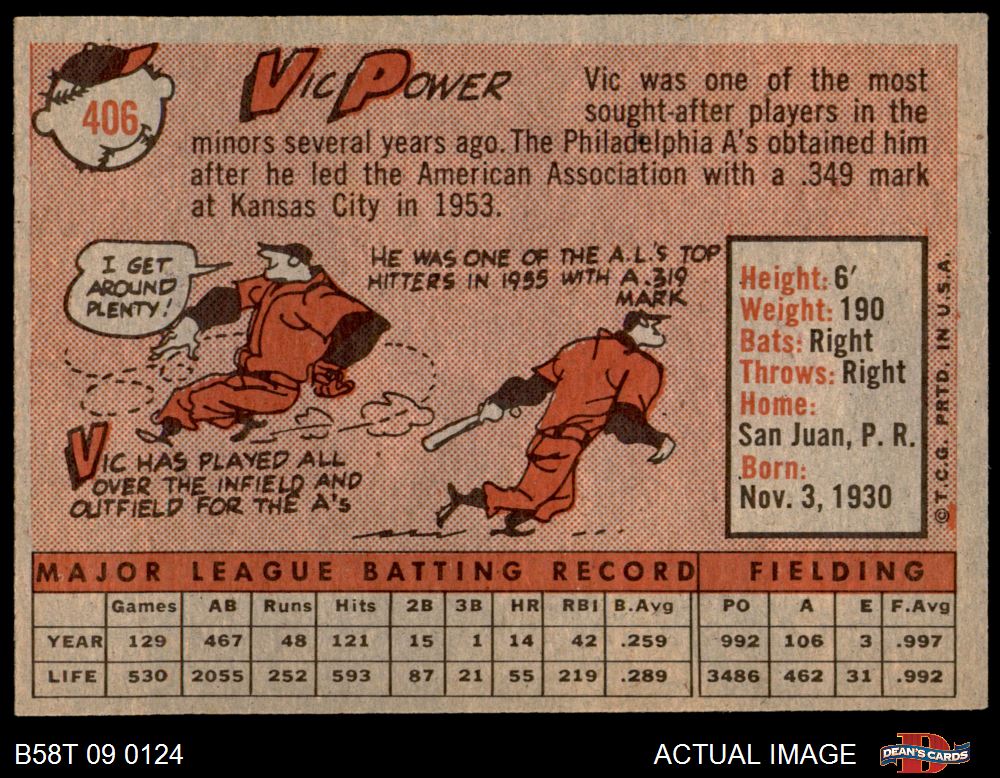 406
Vic Power
Vic was one of the most
sought-after players in the
minors several years ago. The Philadelphia A's obtained him
after he led the American Association with a .349 mark
at Kansas City in 1953.
I GET
AROUND
PLENTY!
HE WAS ONE OF THE A.L.'S TOP
HITTERS IN 1955 WITH A .319
MARK
VIC HAS PLAYED ALL
OVER THE INFIELD AND
OUTFIELD FOR THE A's
Height: 6'
Weight: 190
Bats: Right
Throws: Right
Home:
San Juan, P. R.
Born:
Nov. 3, 1930
© T.C.G. PRTD. IN U.S.A.
MAJOR LEAGUE BATTING RECORD FIELDING
Games AB Runs Hits 2B 3B HR RBI B.Avg PO A E F.Avg
YEAR 129 467 48 121 15 1 14 42 .259 992 106 3 .997
LIFE 530 2055 252 593 87 21 55 219 .289 3486 462 31 .992
B58T 09 0124 ACTUAL IMAGE DEAN'S CARDS